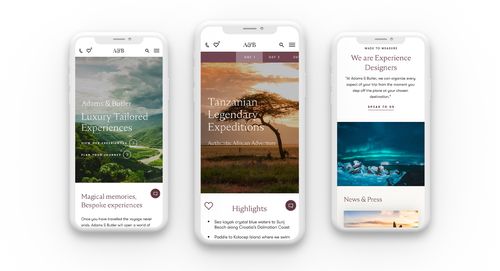 A&B
Adams & Butler
Luxury Tailored
Experiences
VIEW OUR EXPERIENCES
PLAN YOUR JOURNEY
Magical memories,
Bespoke experiences
Once you have travelled the voyage never
ends. Adams & Butler will open a world of
A&B
DAY 1
DAY 2
Tanzanian
Legendary
Expeditions
Authentic African Adventure
Highlights
Sea kayak crystal blue waters to Sunj
Beach along Croatia's Dalmatian Coast
Paddle to Kolocep Island where we swim
MADE TO MEASURE
We are Experience
Designers
"At Adams & Butler, we can organise every
aspect of your trip from the moment you
step off the plane at your chosen
destination."
SPEAK TO US
News & Press